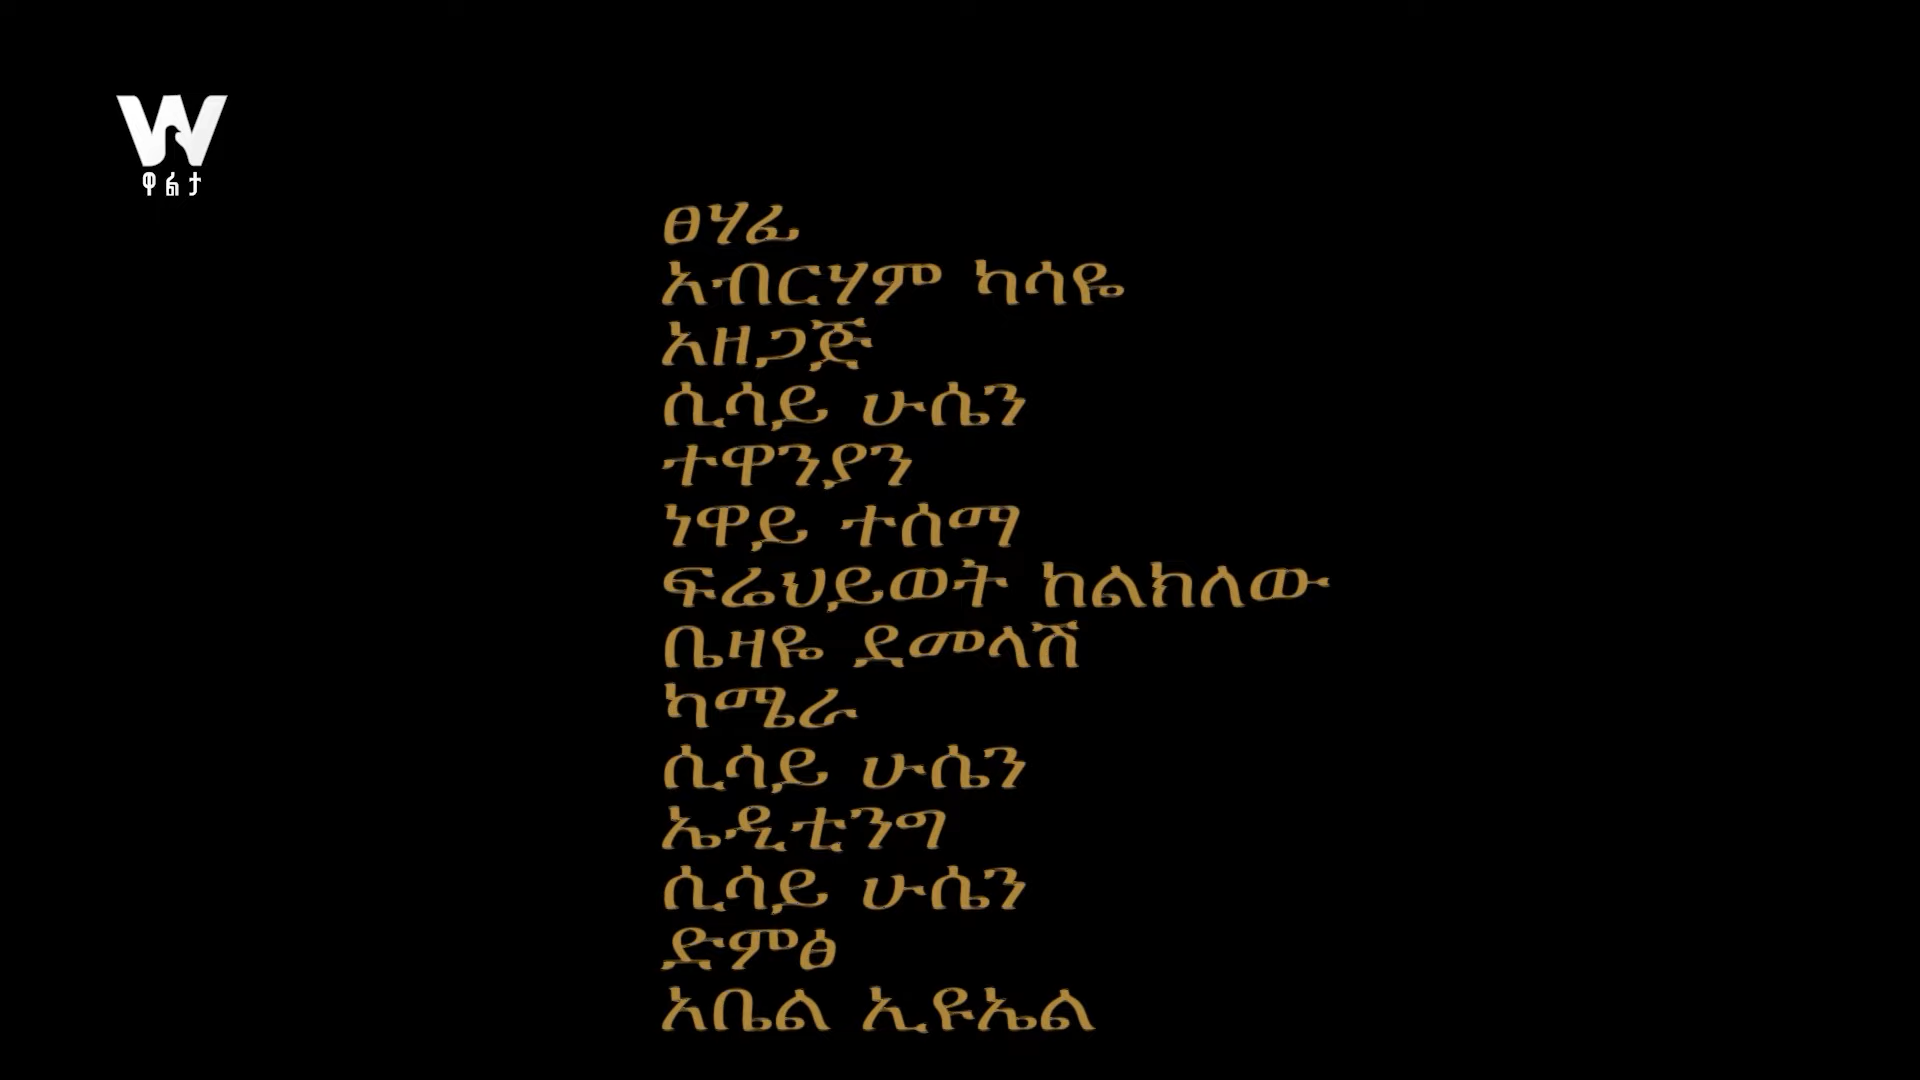 ዋልታ
ፀሃፊ
አብርሃም ካሳዬ
አዘጋጅ
ሲሳይ ሁሴን
ተዋንያን
ነዋይ ተሰማ
ፍሬህይወት ከልክለው
ቤዛዬ ደመላሽ
ካሜራ
ሲሳይ ሁሴን
ኤዲቲንግ
ሲሳይ ሁሴን
ድምፅ
አቤል ኢዩኤል